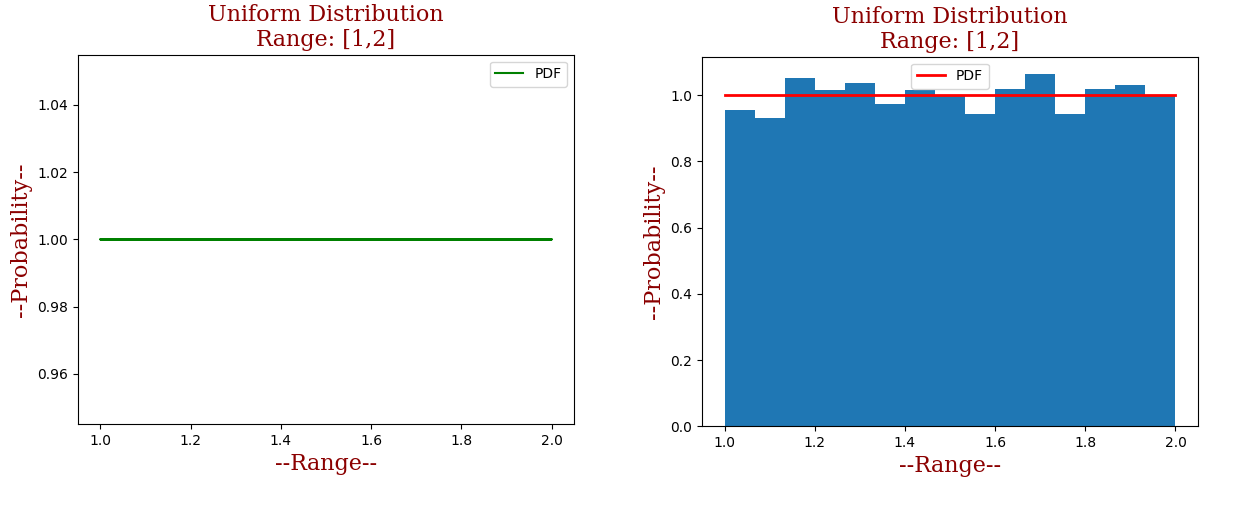 Uniform Distribution
Range: [1,2]
PDF
1.04
1.02
1.00
0.98
0.96
--Probability--
1.0 1.2 1.4 1.6 1.8 2.0
--Range--
Uniform Distribution
Range: [1,2]
PDF
1.0
0.8
0.6
0.4
0.2
0.0
--Probability--
1.0 1.2 1.4 1.6 1.8 2.0
--Range--